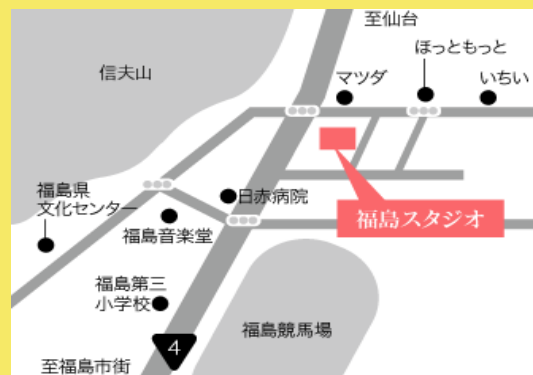 至仙台
ほっともっと
マツダ
いちい
信夫山
福島県
文化センター
日赤病院
福島スタジオ
福島音楽堂
福島第三
小学校
福島競馬場
4
至福島市街